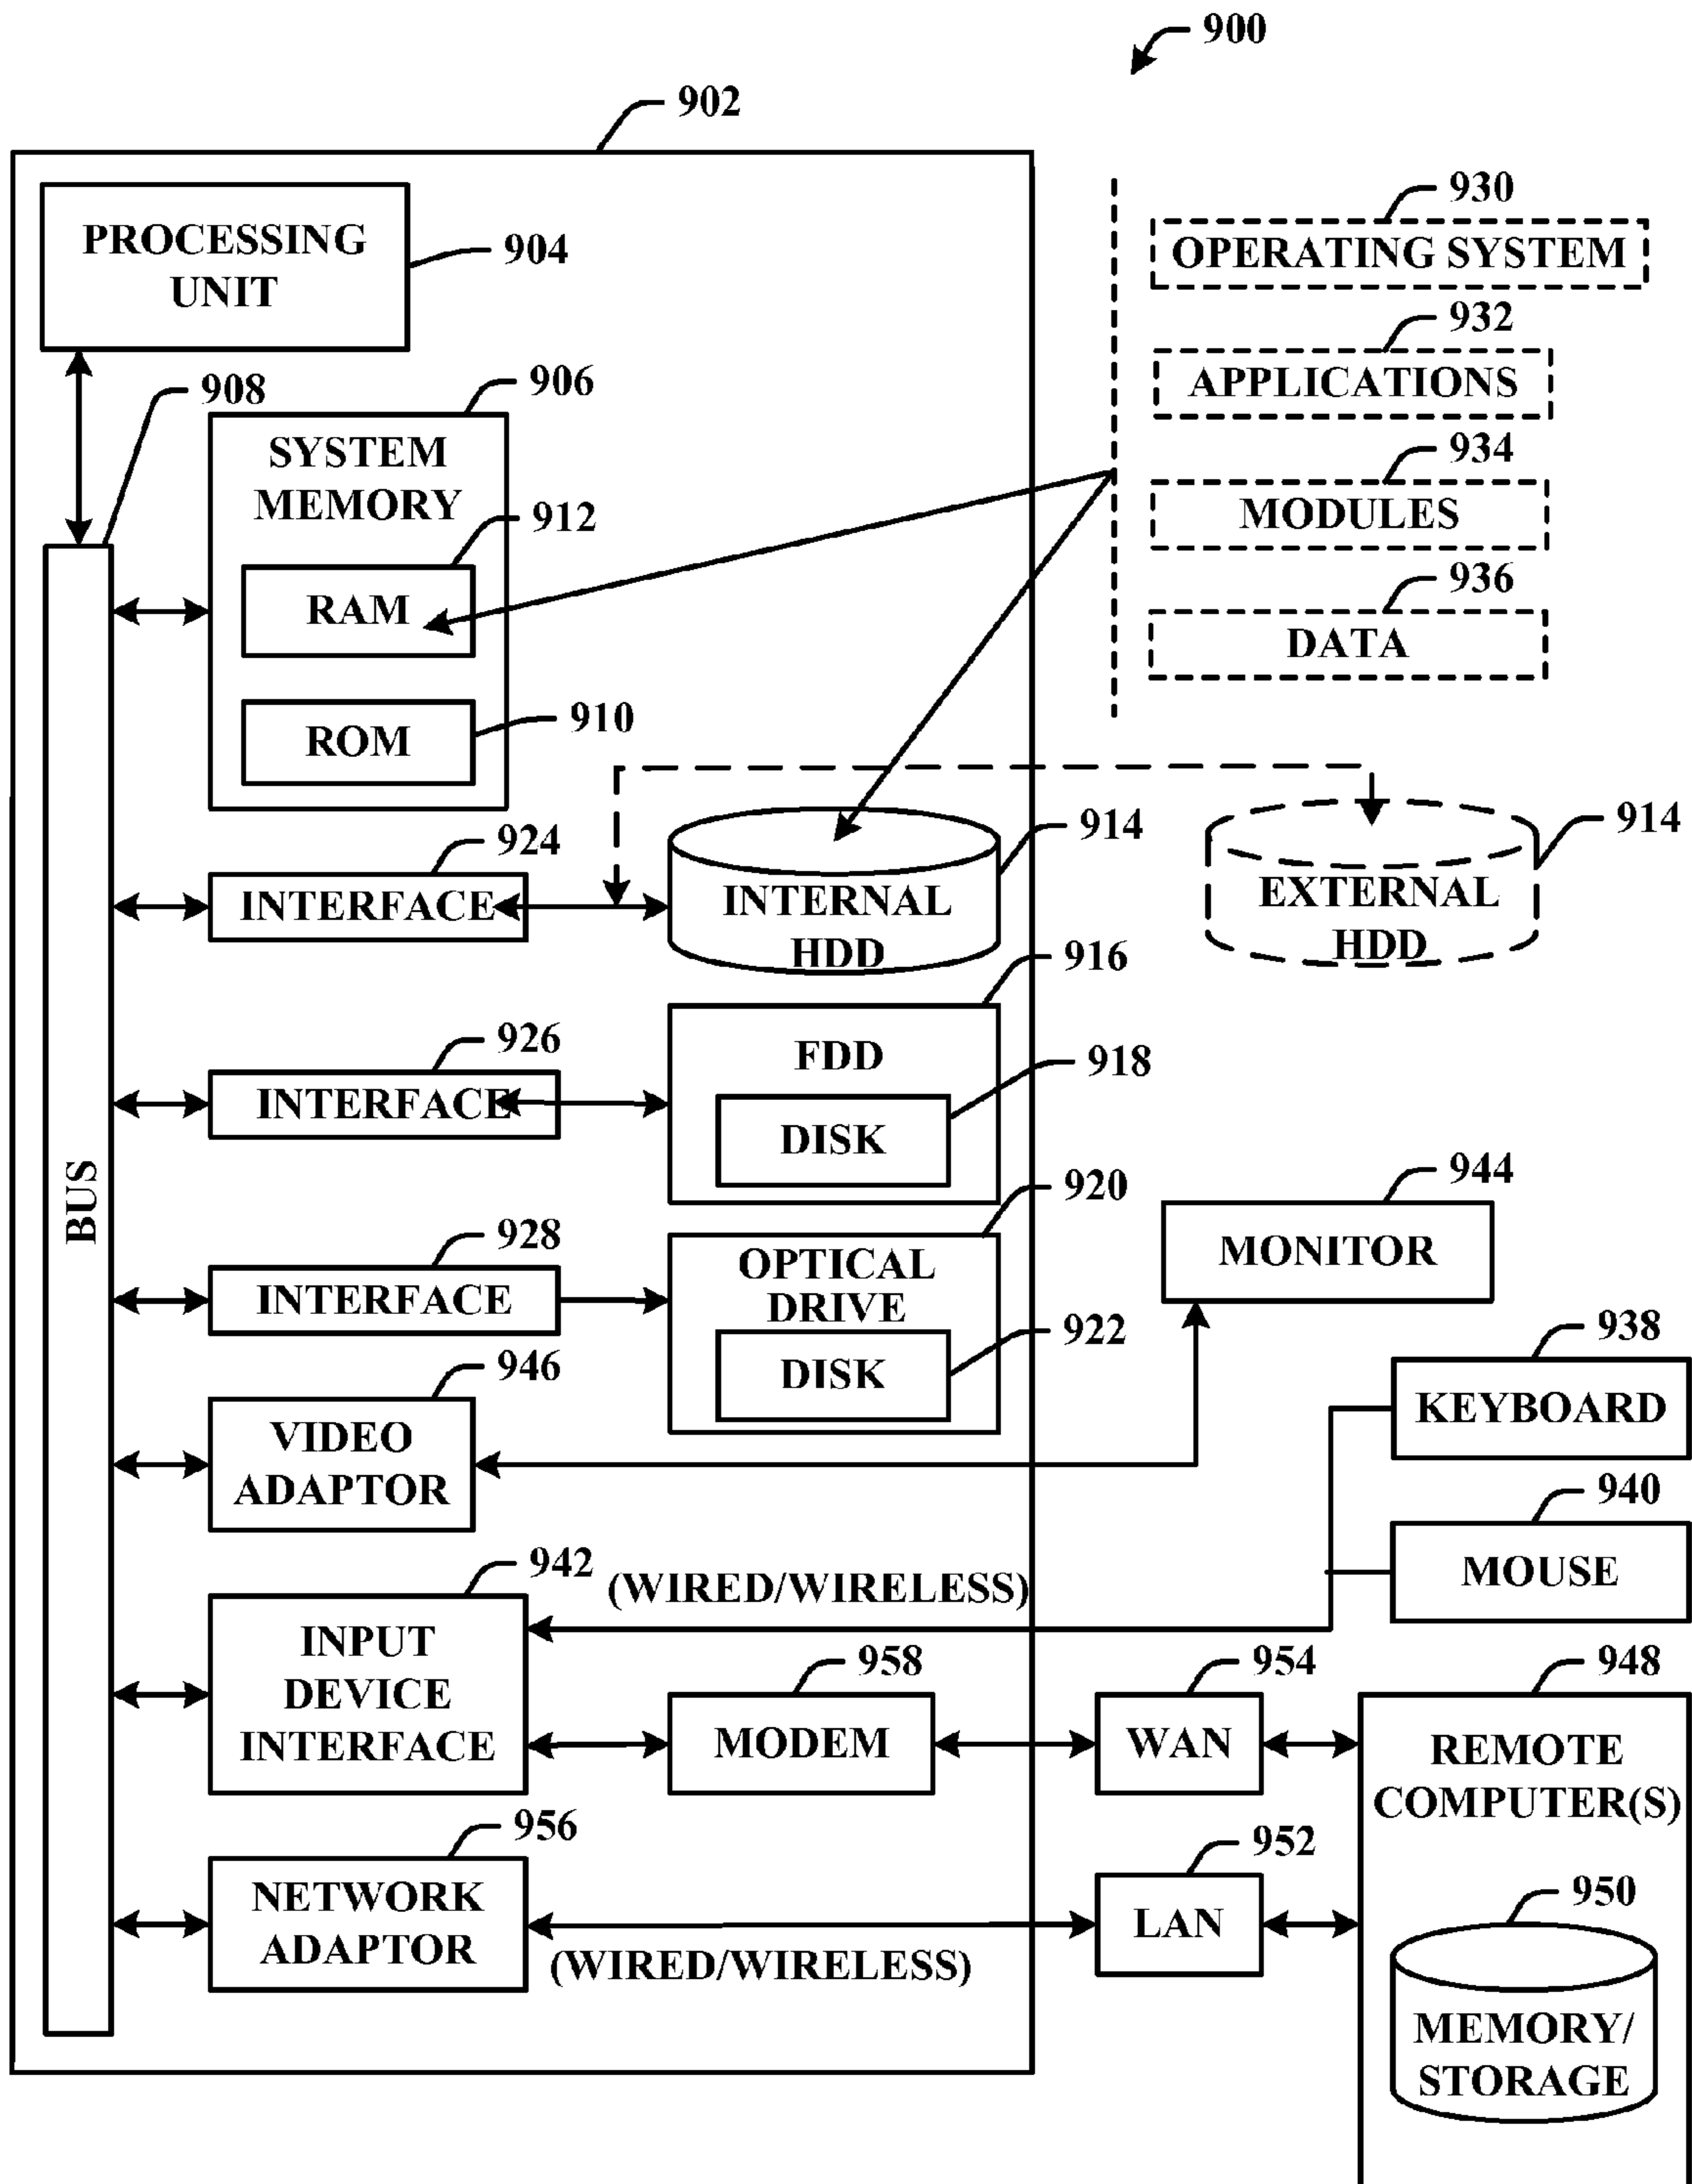 900
902
PROCESSING
UNIT
904
930
OPERATING SYSTEM
932
APPLICATIONS
934
MODULES
936
DATA
908
906
SYSTEM
MEMORY
912
RAM
910
ROM
924
INTERFACE
914
INTERNAL
HDD
914
EXTERNAL
HDD
926
INTERFACE
916
FDD
918
DISK
BUS
928
INTERFACE
920
OPTICAL
DRIVE
922
DISK
944
MONITOR
946
VIDEO
ADAPTOR
938
KEYBOARD
940
MOUSE
942
(WIRED/WIRELESS)
INPUT
DEVICE
INTERFACE
958
MODEM
954
WAN
948
REMOTE
COMPUTER(S)
956
NETWORK
ADAPTOR
(WIRED/WIRELESS)
952
LAN
950
MEMORY/
STORAGE